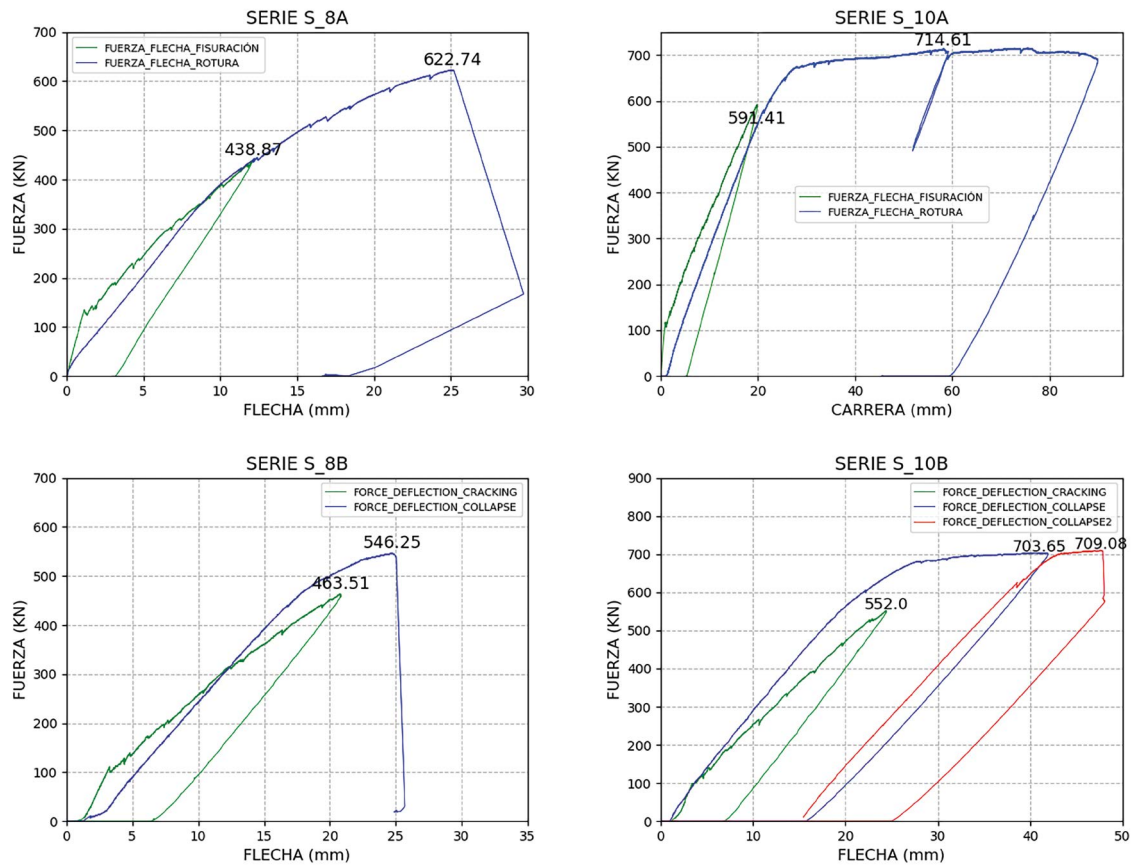 SERIE S_8A
700
600
500
400
300
200
100
0
FUERZA (KN)
FUERZA_FLECHA_FISURACIÓN
FUERZA_FLECHA_ROTURA
622.74
438.87
0 5 10 15 20 25 30 35
FLECHA (mm)
SERIE S_10A
700
600
500
400
300
200
100
0
FUERZA (KN)
714.61
591.41
FUERZA_FLECHA_FISURACIÓN
FUERZA_FLECHA_ROTURA
0 20 40 60 80
CARRERA (mm)
SERIE S_8B
700
600
500
400
300
200
100
0
FUERZA (KN)
FORCE_DEFLECTION_CRACKING
FORCE_DEFLECTION_COLLAPSE
546.25
463.51
0 5 10 15 20 25 30 35
FLECHA (mm)
SERIE S_10B
900
800
700
600
500
400
300
200
100
0
FUERZA (KN)
FORCE_DEFLECTION_CRACKING
FORCE_DEFLECTION_COLLAPSE
FORCE_DEFLECTION_COLLAPSE2
703.65 709.08
552.0
0 10 20 30 40 50
FLECHA (mm)